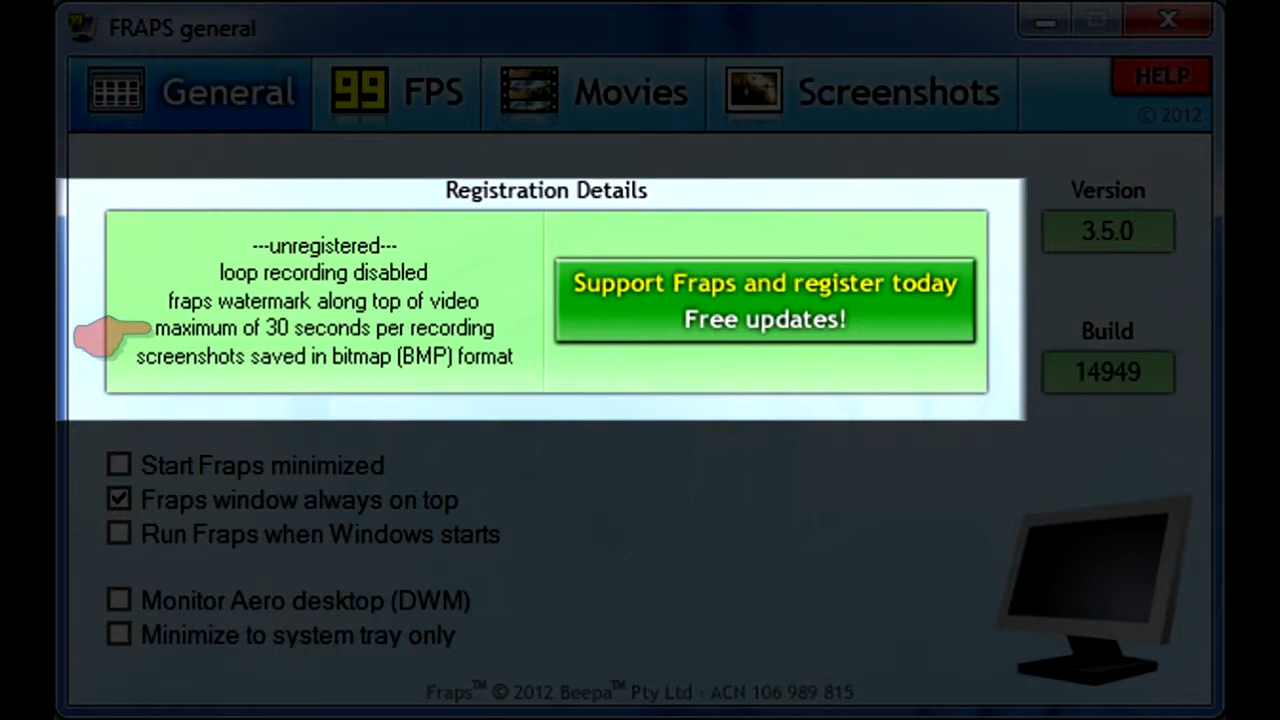 FRAPS general
General
99 FPS
Movies
Screenshots
HELP
© 2012
Registration Details
---unregistered---
loop recording disabled
fraps watermark along top of video
maximum of 30 seconds per recording
screenshots saved in bitmap (BMP) format
Support Fraps and register today
Free updates!
Version
3.5.0
Build
14949
Start Fraps minimized
Fraps window always on top
Run Fraps when Windows starts
Monitor Aero desktop (DWM)
Minimize to system tray only
Fraps™ © 2012 Beepa™ Pty Ltd - ACN 106 989 815